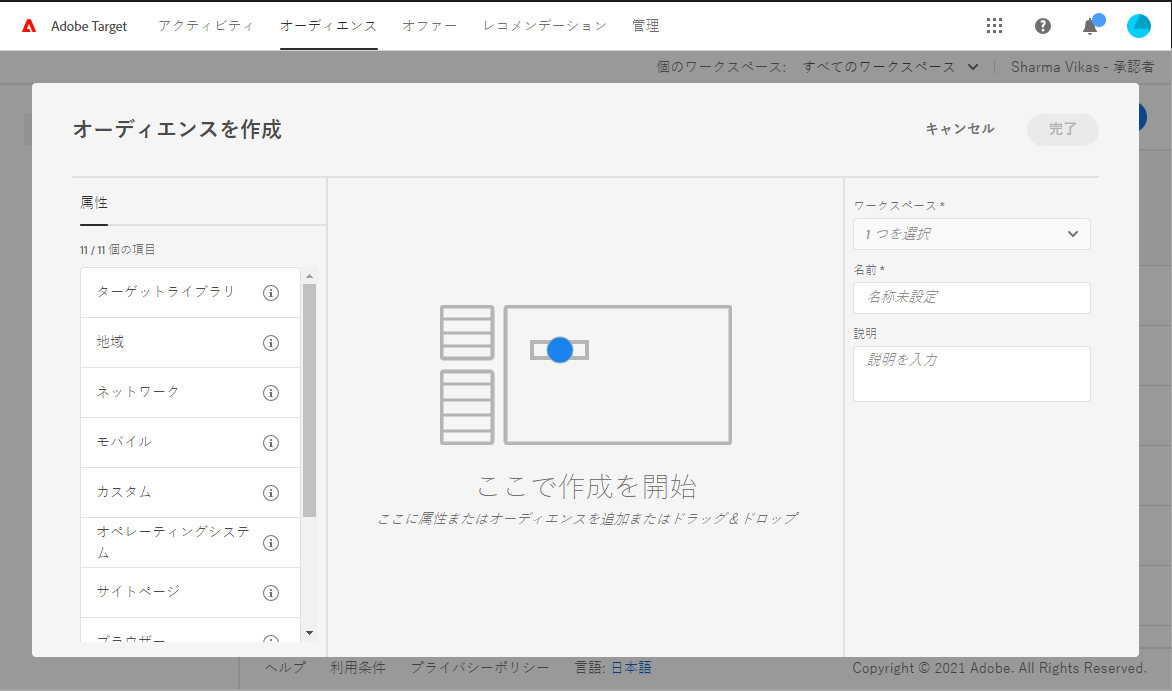 Adobe Target
アクティビティ
オーディエンス
オファー
レコメンデーション
管理
個のワークスペース:
すべてのワークスペース
Sharma Vikas - 承認者
オーディエンスを作成
キャンセル
完了
属性
11 / 11 個の項目
ターゲットライブラリ
地域
ネットワーク
モバイル
カスタム
オペレーティングシステ
ム
サイトページ
ブラウザー
ここで作成を開始
ここに属性またはオーディエンスを追加またはドラッグ＆ドロップ
ワークスペース *
1 つを選択
名前 *
名称未設定
説明
説明を入力
ヘルプ
利用条件
プライバシーポリシー
言語: 日本語
Copyright © 2021 Adobe. All Rights Reserved.